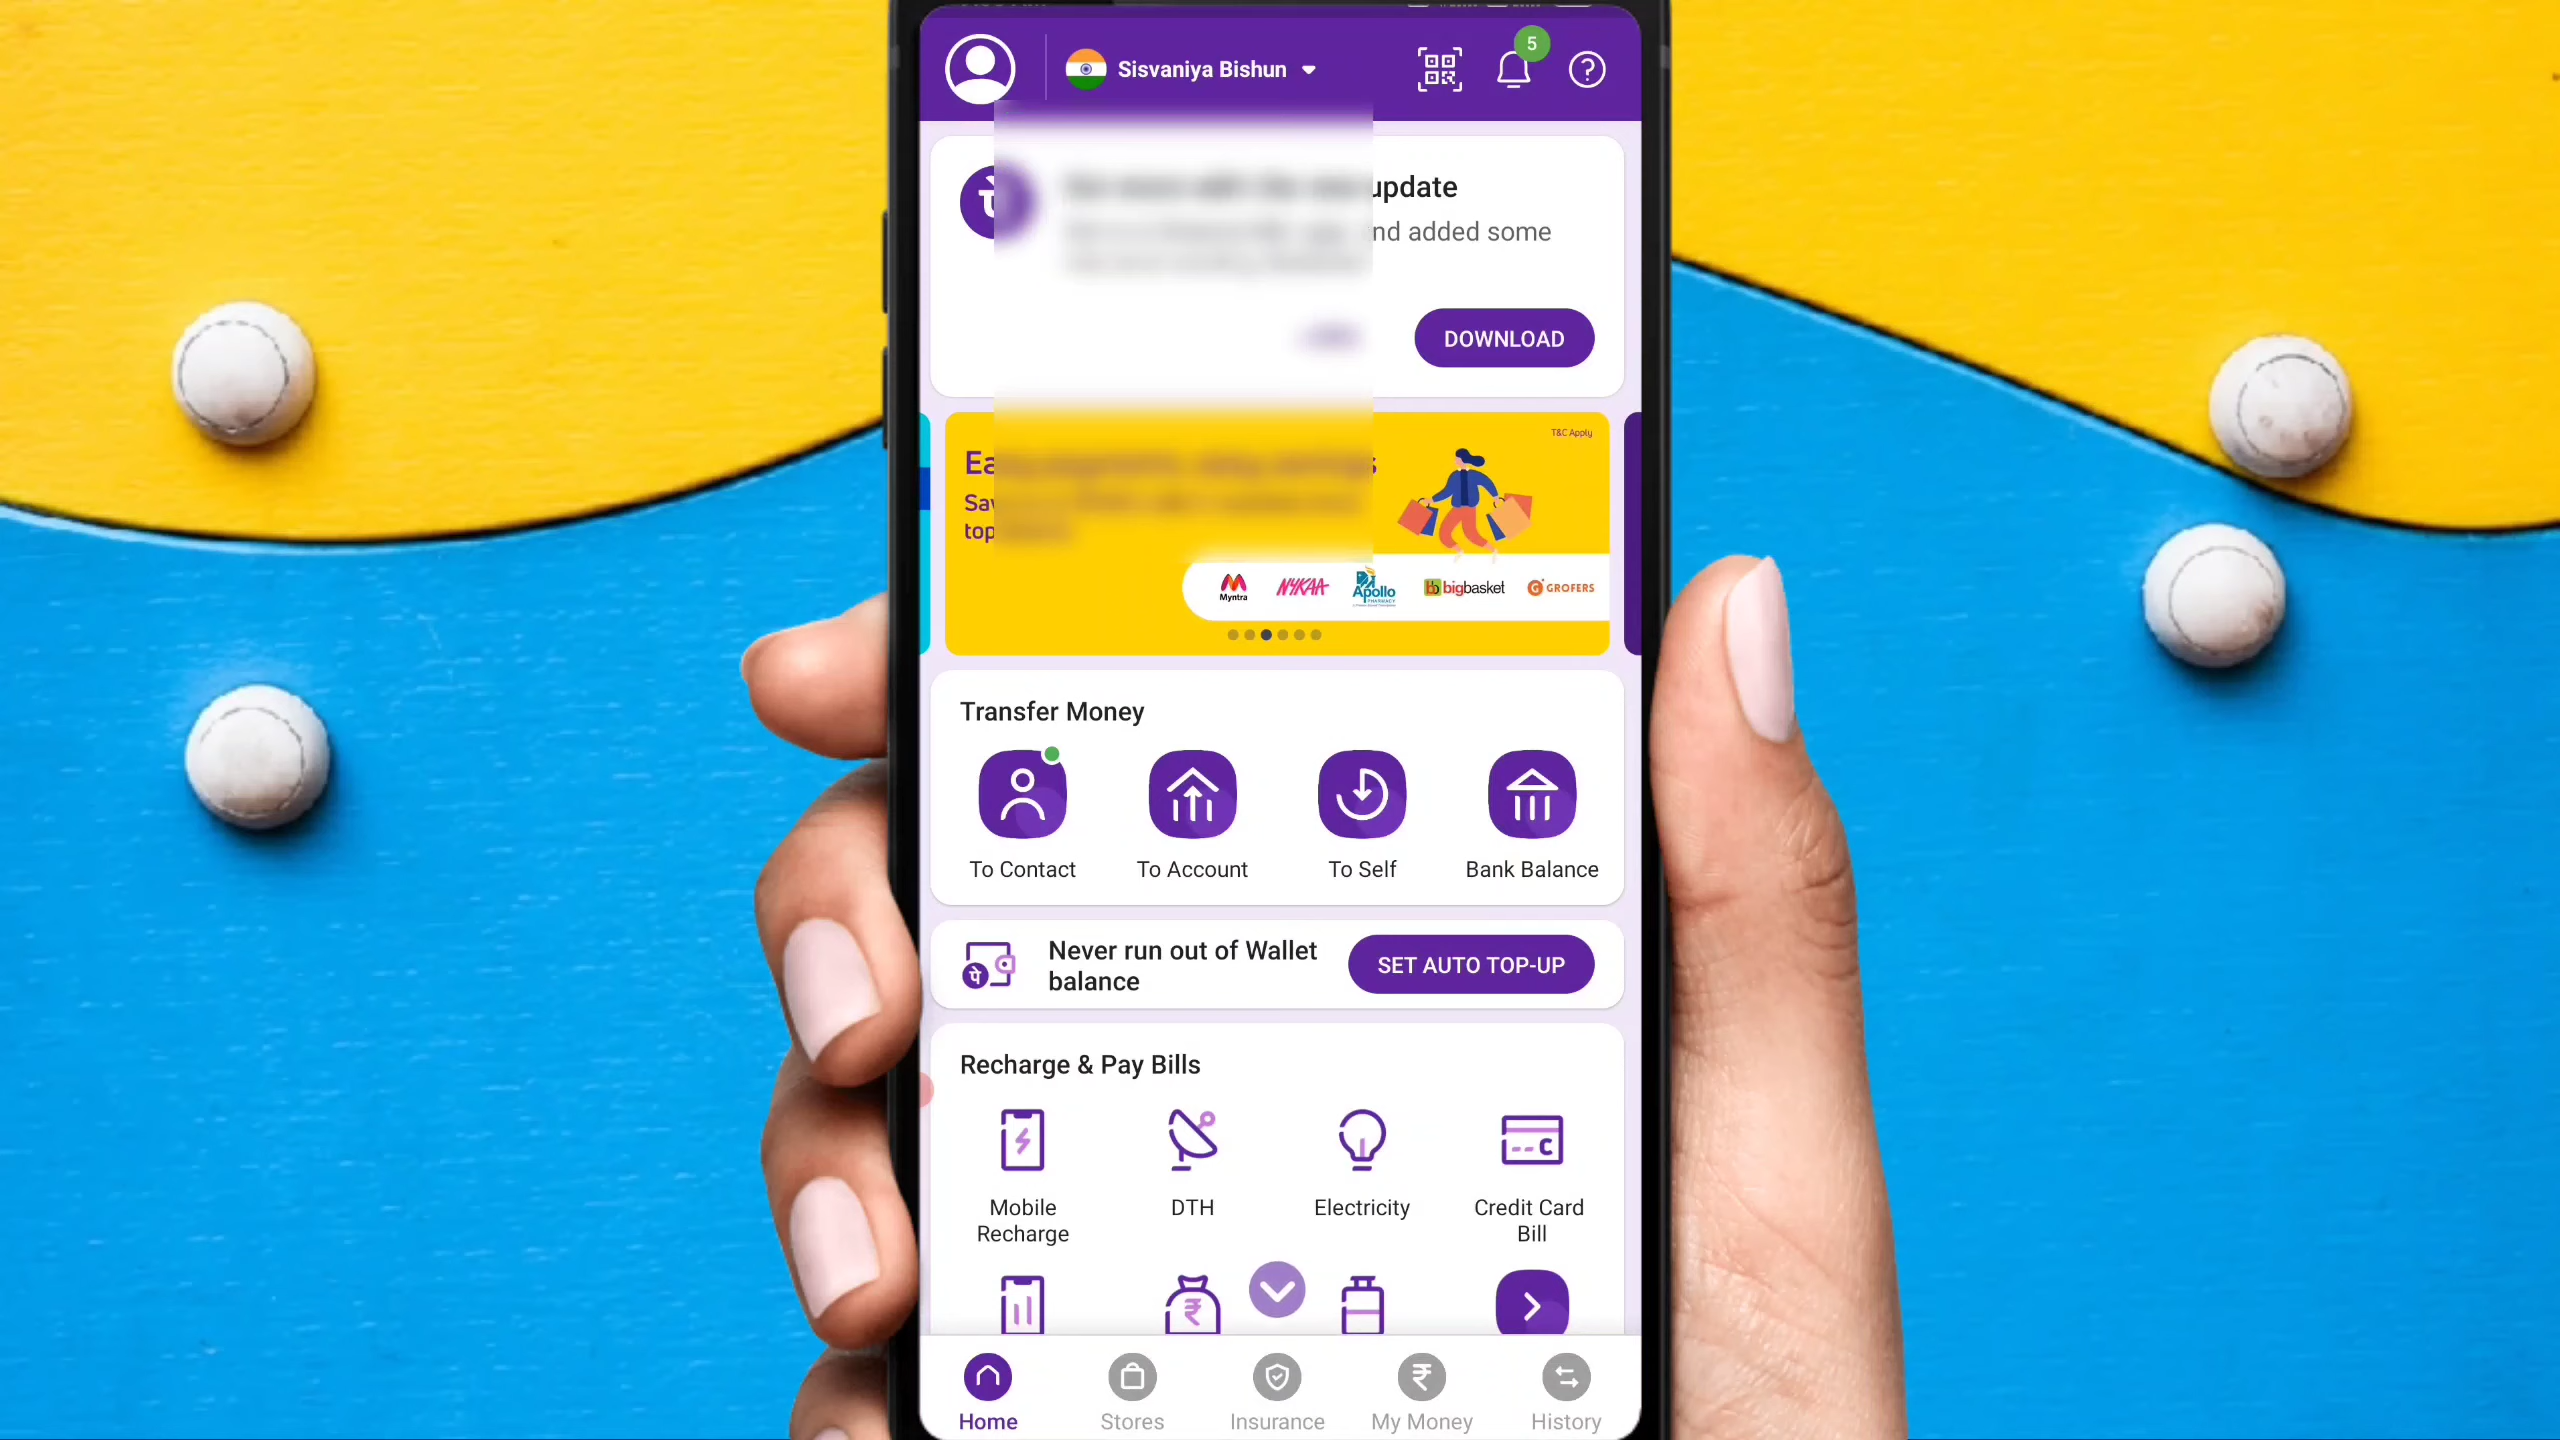 Sisvaniya Bishun
5
update
and added some
DOWNLOAD
T&C Apply
Myntra
NYKAA
Apollo
PHARMACY
bigbasket
GROFERS
Transfer Money
To Contact
To Account
To Self
Bank Balance
Never run out of Wallet
balance
SET AUTO TOP-UP
Recharge & Pay Bills
Mobile
Recharge
DTH
Electricity
Credit Card
Bill
Home
Stores
Insurance
My Money
History